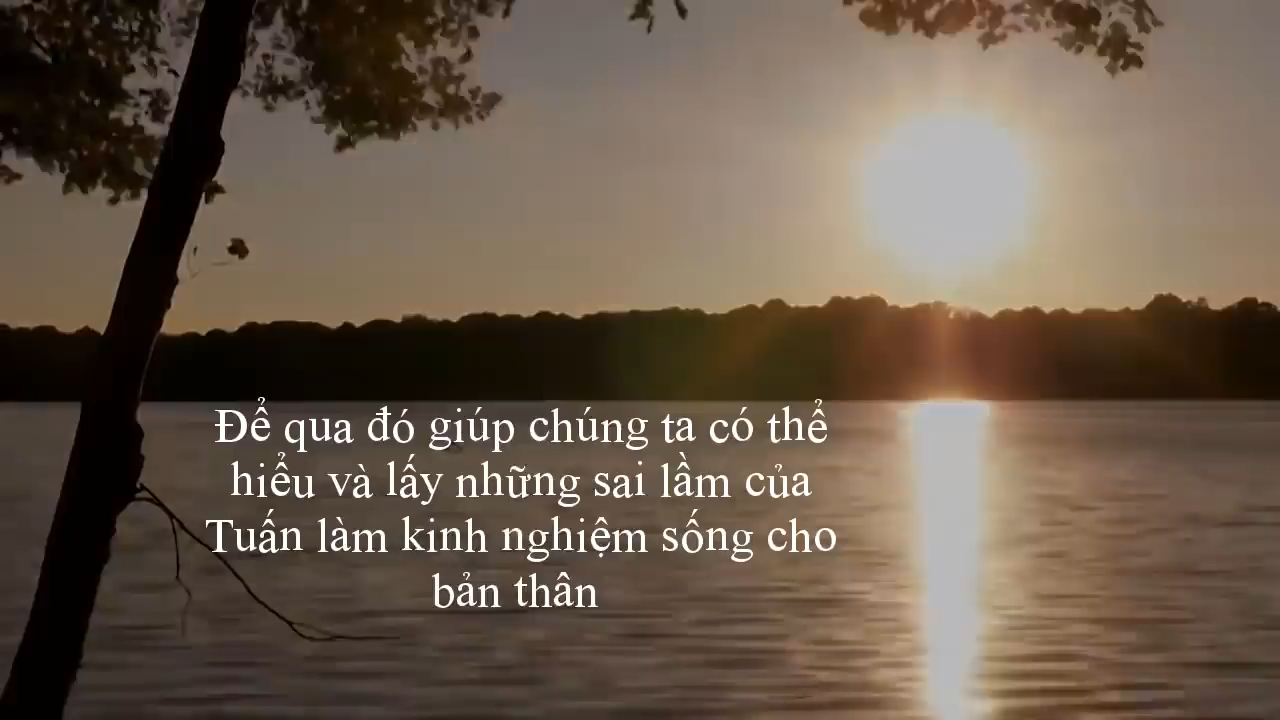 Để qua đó giúp chúng ta có thể
hiểu và lấy những sai lầm của
Tuấn làm kinh nghiệm sống cho
bản thân